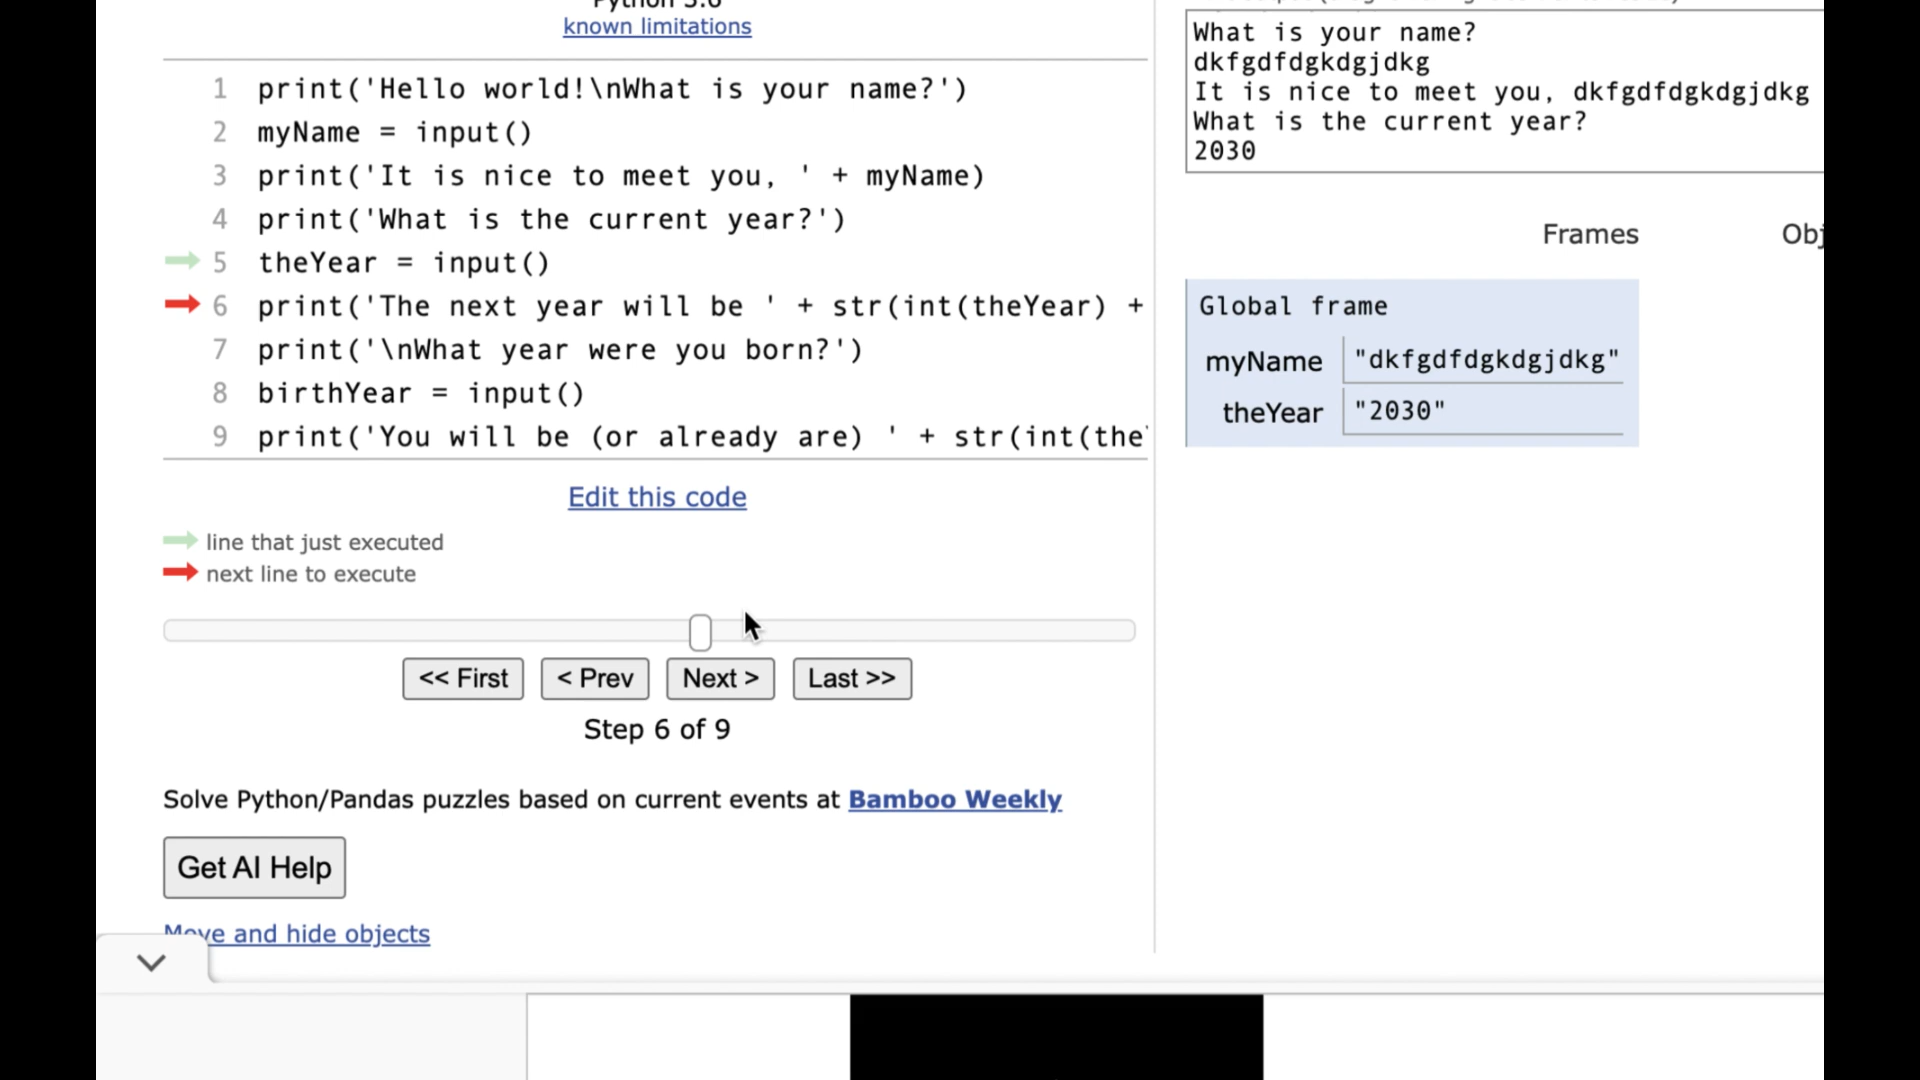 known limitations
1 print('Hello world!\nWhat is your name?')
2 myName = input()
3 print('It is nice to meet you, ' + myName)
4 print('What is the current year?')
5 theYear = input()
6 print('The next year will be ' + str(int(theYear) +
7 print('\nWhat year were you born?')
8 birthYear = input()
9 print('You will be (or already are) ' + str(int(the
Edit this code
line that just executed
next line to execute
<< First
< Prev
Next >
Last >>
Step 6 of 9
Solve Python/Pandas puzzles based on current events at Bamboo Weekly
Get AI Help
Move and hide objects
What is your name?
dkfgdfdgkdgjdkg
It is nice to meet you, dkfgdfdgkdgjdkg
What is the current year?
2030
Frames
Obj
Global frame
myName "dkfgdfdgkdgjdkg"
theYear "2030"